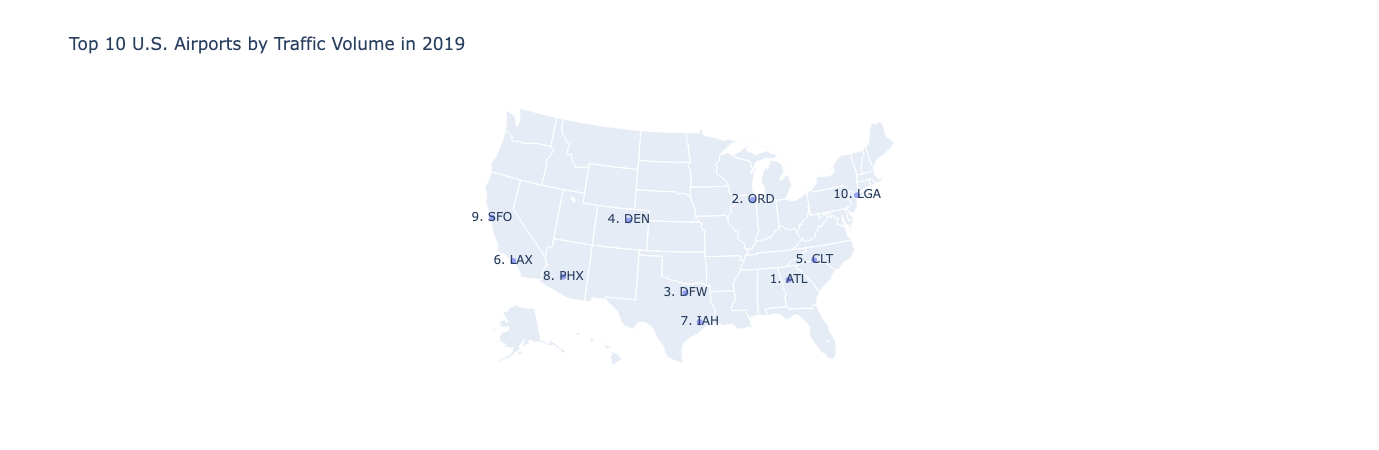 Top 10 U.S. Airports by Traffic Volume in 2019
10. LGA
2. ORD
9. SFO
4. DEN
5. CLT
6. LAX
8. PHX
1. ATL
3. DFW
7. IAH